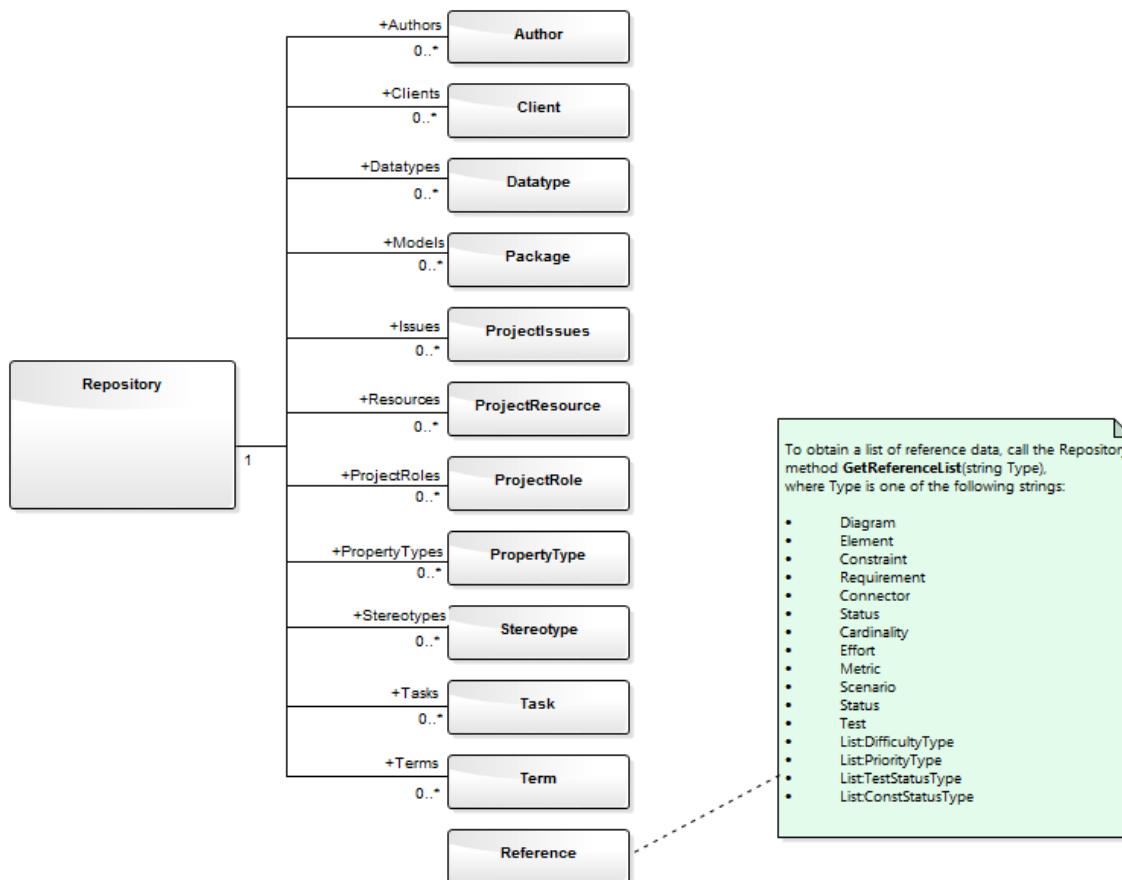 +Authors
0..*
Author
+Clients
0..*
Client
+Datatypes
0..*
Datatype
+Models
0..*
Package
+Issues
0..*
ProjectIssues
Repository
1
+Resources
0..*
ProjectResource
+ProjectRoles
0..*
ProjectRole
+PropertyTypes
0..*
PropertyType
+Stereotypes
0..*
Stereotype
+Tasks
0..*
Task
+Terms
0..*
Term
Reference
To obtain a list of reference data, call the Repository
method GetReferenceList(string Type),
where Type is one of the following strings:
• Diagram
• Element
• Constraint
• Requirement
• Connector
• Status
• Cardinality
• Effort
• Metric
• Scenario
• Status
• Test
• List:DifficultyType
• List:PriorityType
• List:TestStatusType
• List:ConstStatusType